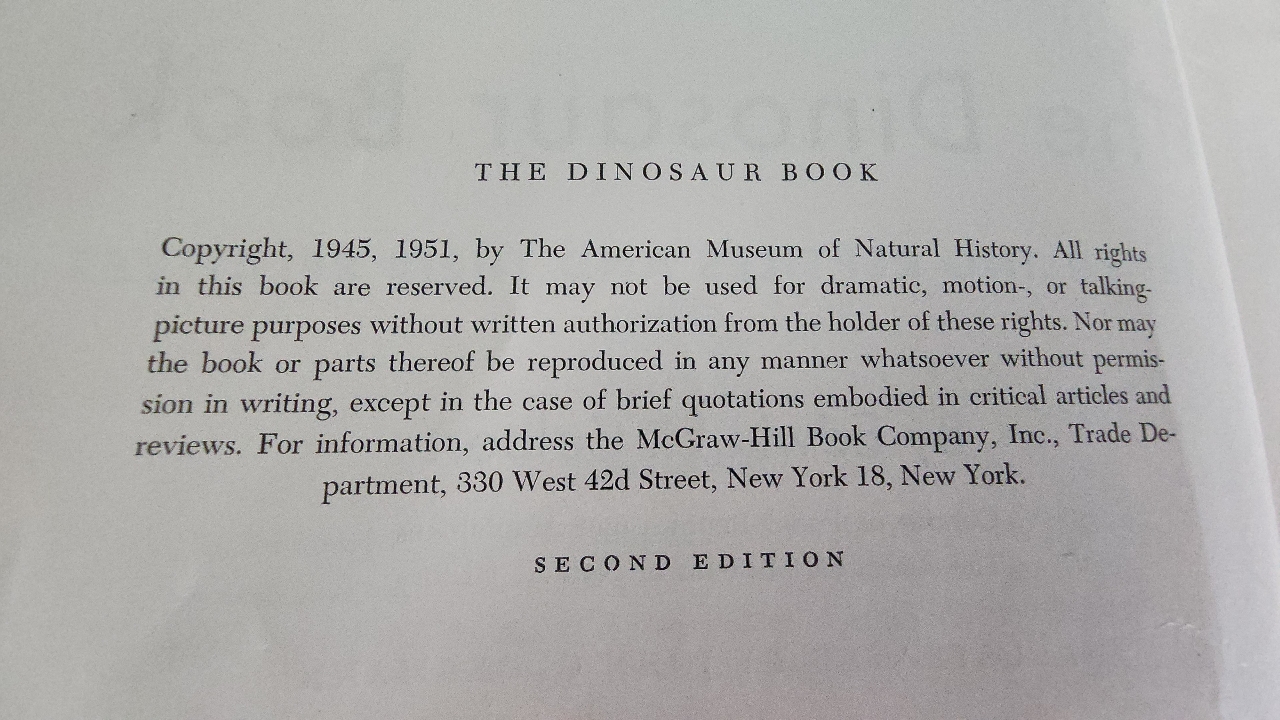 THE DINOSAUR BOOK
Copyright, 1945, 1951, by The American Museum of Natural History. All rights
in this book are reserved. It may not be used for dramatic, motion-, or talking-
picture purposes without written authorization from the holder of these rights. Nor may
the book or parts thereof be reproduced in any manner whatsoever without permis-
sion in writing, except in the case of brief quotations embodied in critical articles and
reviews. For information, address the McGraw-Hill Book Company, Inc., Trade De-
partment, 330 West 42d Street, New York 18, New York.
SECOND EDITION